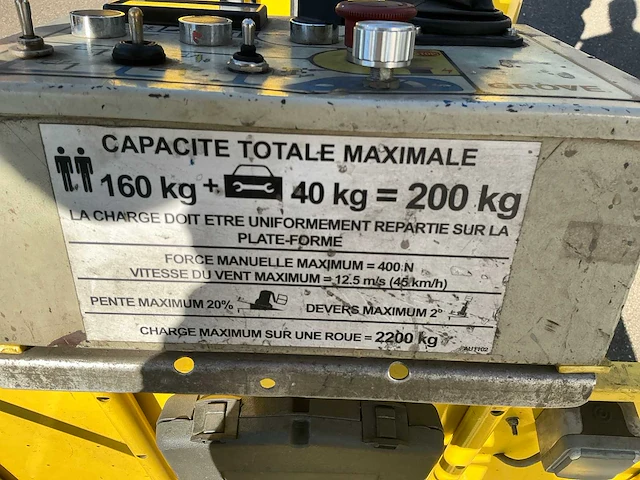 CAPACITE TOTALE MAXIMALE
160 kg + 40 kg = 200 kg
LA CHARGE DOIT ETRE UNIFORMEMENT REPARTIE SUR LA
PLATE-FORME
FORCE MANUELLE MAXIMUM = 400 N
VITESSE DU VENT MAXIMUM = 12.5 m/s (45 km/h)
PENTE MAXIMUM 20% DEVERS MAXIMUM 2°
CHARGE MAXIMUM SUR UNE ROUE = 2200 kg